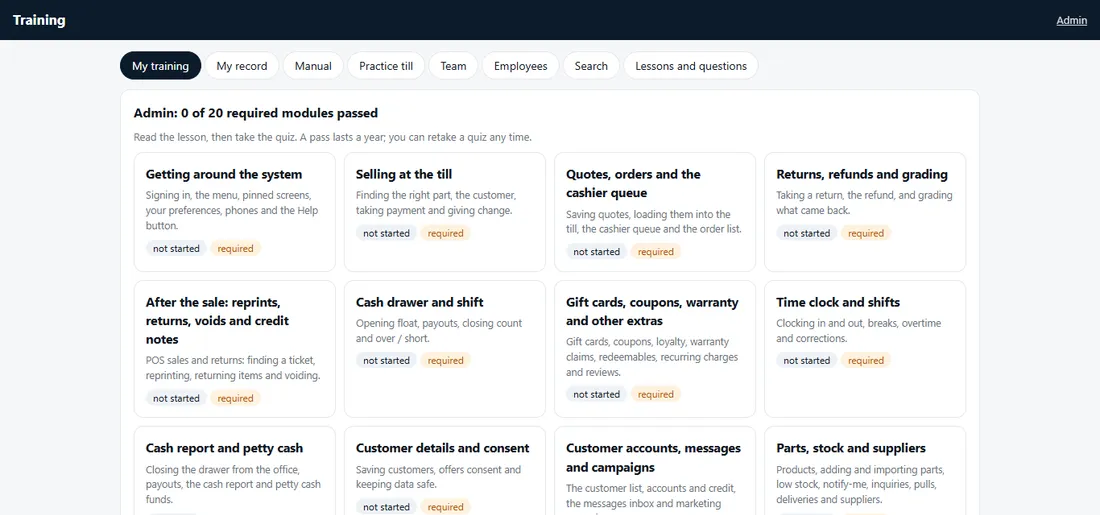 Training
Admin
My training
My record
Manual
Practice till
Team
Employees
Search
Lessons and questions
Admin: 0 of 20 required modules passed
Read the lesson, then take the quiz. A pass lasts a year; you can retake a quiz any time.
Getting around the system
Signing in, the menu, pinned screens,
your preferences, phones and the Help
button.
not started required
Selling at the till
Finding the right part, the customer,
taking payment and giving change.
not started required
Quotes, orders and the
cashier queue
Saving quotes, loading them into the
till, the cashier queue and the order list.
not started required
Returns, refunds and grading
Taking a return, the refund, and grading
what came back.
not started required
After the sale: reprints,
returns, voids and credit
notes
POS sales and returns: finding a ticket,
reprinting, returning items and voiding.
not started required
Cash drawer and shift
Opening float, payouts, closing count
and over / short.
not started required
Gift cards, coupons, warranty
and other extras
Gift cards, coupons, loyalty, warranty
claims, redeemables, recurring charges
and reviews.
not started required
Time clock and shifts
Clocking in and out, breaks, overtime
and corrections.
not started required
Cash report and petty cash
Closing the drawer from the office,
payouts, the cash report and petty cash
funds.
Customer details and consent
Saving customers, offers consent and
keeping data safe.
not started required
Customer accounts, messages
and campaigns
The customer list, accounts and credit,
the messages inbox and marketing
Parts, stock and suppliers
Products, adding and importing parts,
low stock, notify-me, inquiries, pulls,
deliveries and suppliers.